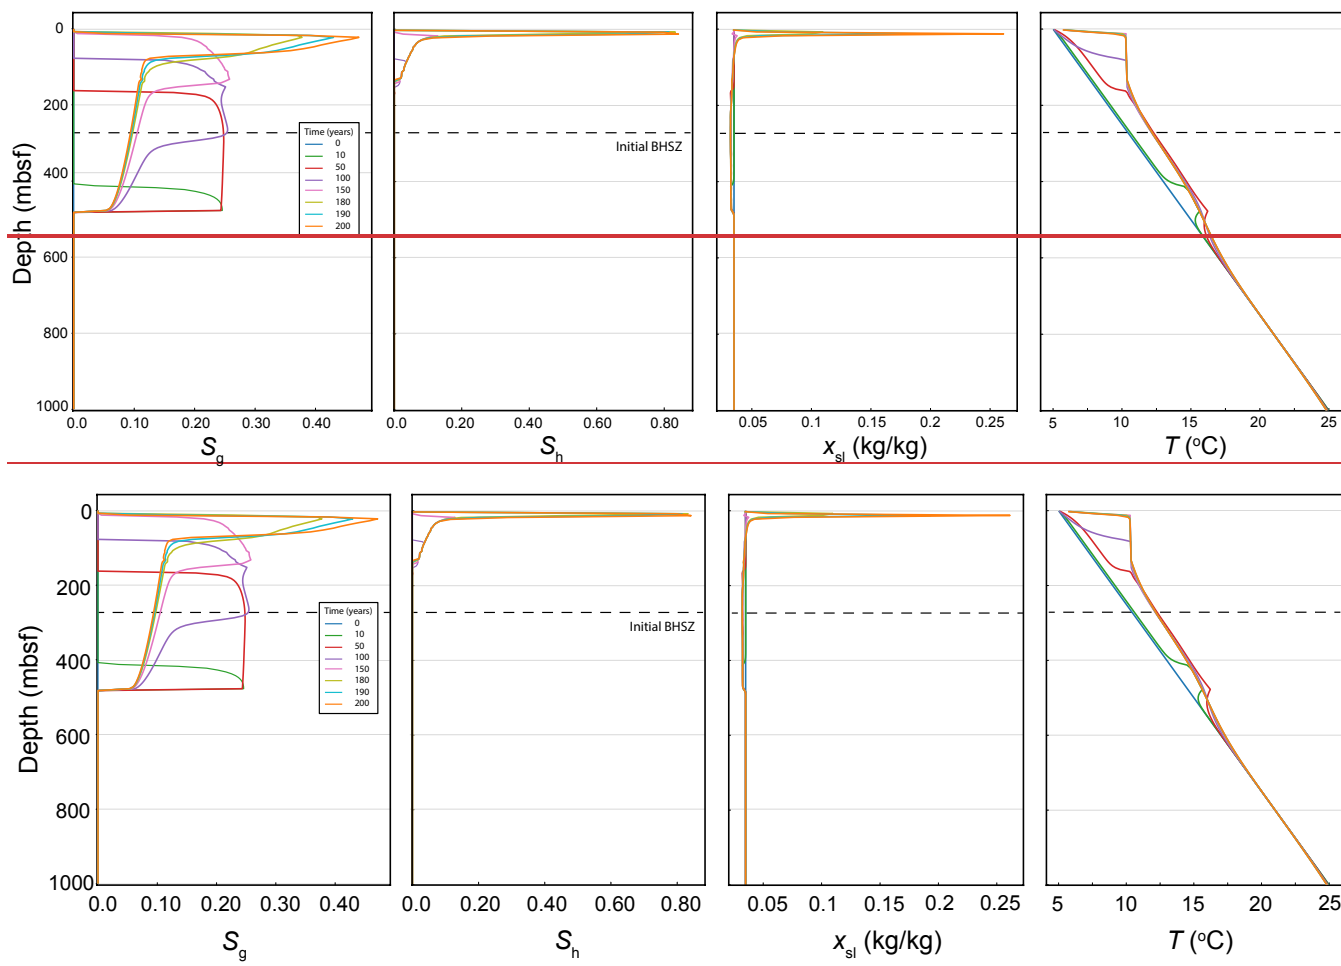 Depth (mbsf)
0
200
400
600
800
1000
Time (years)
0
10
50
100
150
180
190
200
0.0 0.10 0.20 0.30 0.40
Sg
Initial BHSZ
0.0 0.20 0.40 0.60 0.80
Sh
0.05 0.1 0.15 0.2 0.25
xsl (kg/kg)
5 10 15 20 25
T (°C)
Depth (mbsf)
0
200
400
600
800
1000
Time (years)
0
10
50
100
150
180
190
200
0.0 0.10 0.20 0.30 0.40
Sg
Initial BHSZ
0.0 0.20 0.40 0.60 0.80
Sh
0.05 0.1 0.15 0.2 0.25
xsl (kg/kg)
5 10 15 20 25
T (°C)